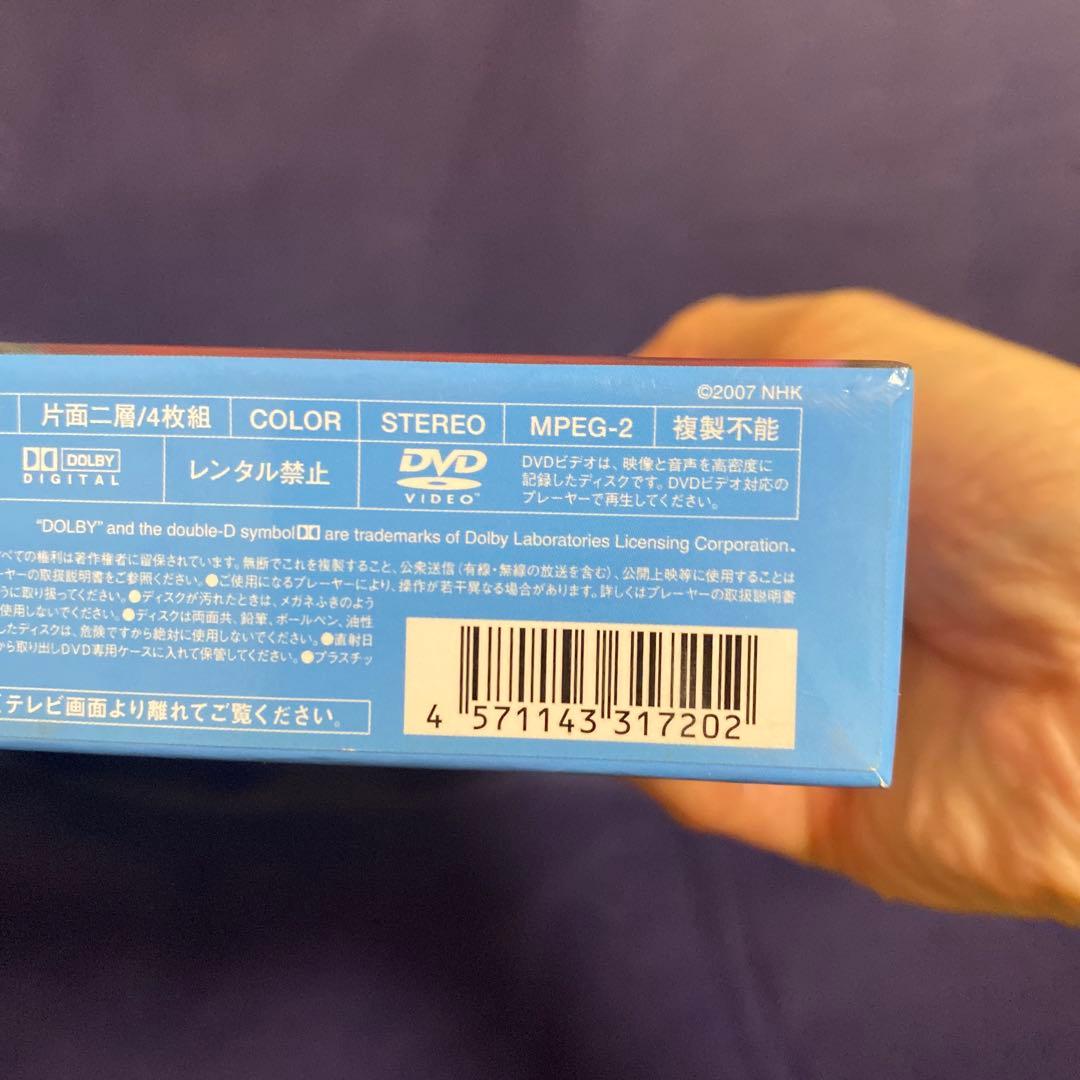 ©2007 NHK
片面二層/4枚組 COLOR STEREO MPEG-2 複製不能
DOLBY
DIGITAL
レンタル禁止
DVD
VIDEO™
DVDビデオは、映像と音声を高密度に
記録したディスクです。DVDビデオ対応の
プレーヤーで再生してください。
"DOLBY" and the double-D symbol are trademarks of Dolby Laboratories Licensing Corporation.
べての権利は著作権者に留保されています。無断でこれを複製すること、公衆送信(有線・無線の放送を含む)、公開上映等に使用することは
ーヤーの取扱説明書をご参照ください。●ご使用になるプレーヤーにより、操作が若干異なる場合があります。詳しくはプレーヤーの取扱説明書
うに取り扱ってください。●ディスクが汚れたときは、メガネふきのよう
使用しないでください。●ディスクは両面共、鉛筆、ボールペン、油性
したディスクは、危険ですから絶対に使用しないでください。●直射日
から取り出しDVD専用ケースに入れて保管してください。●プラスチッ
テレビ画面より離れてご覧ください。
4 571143 317202